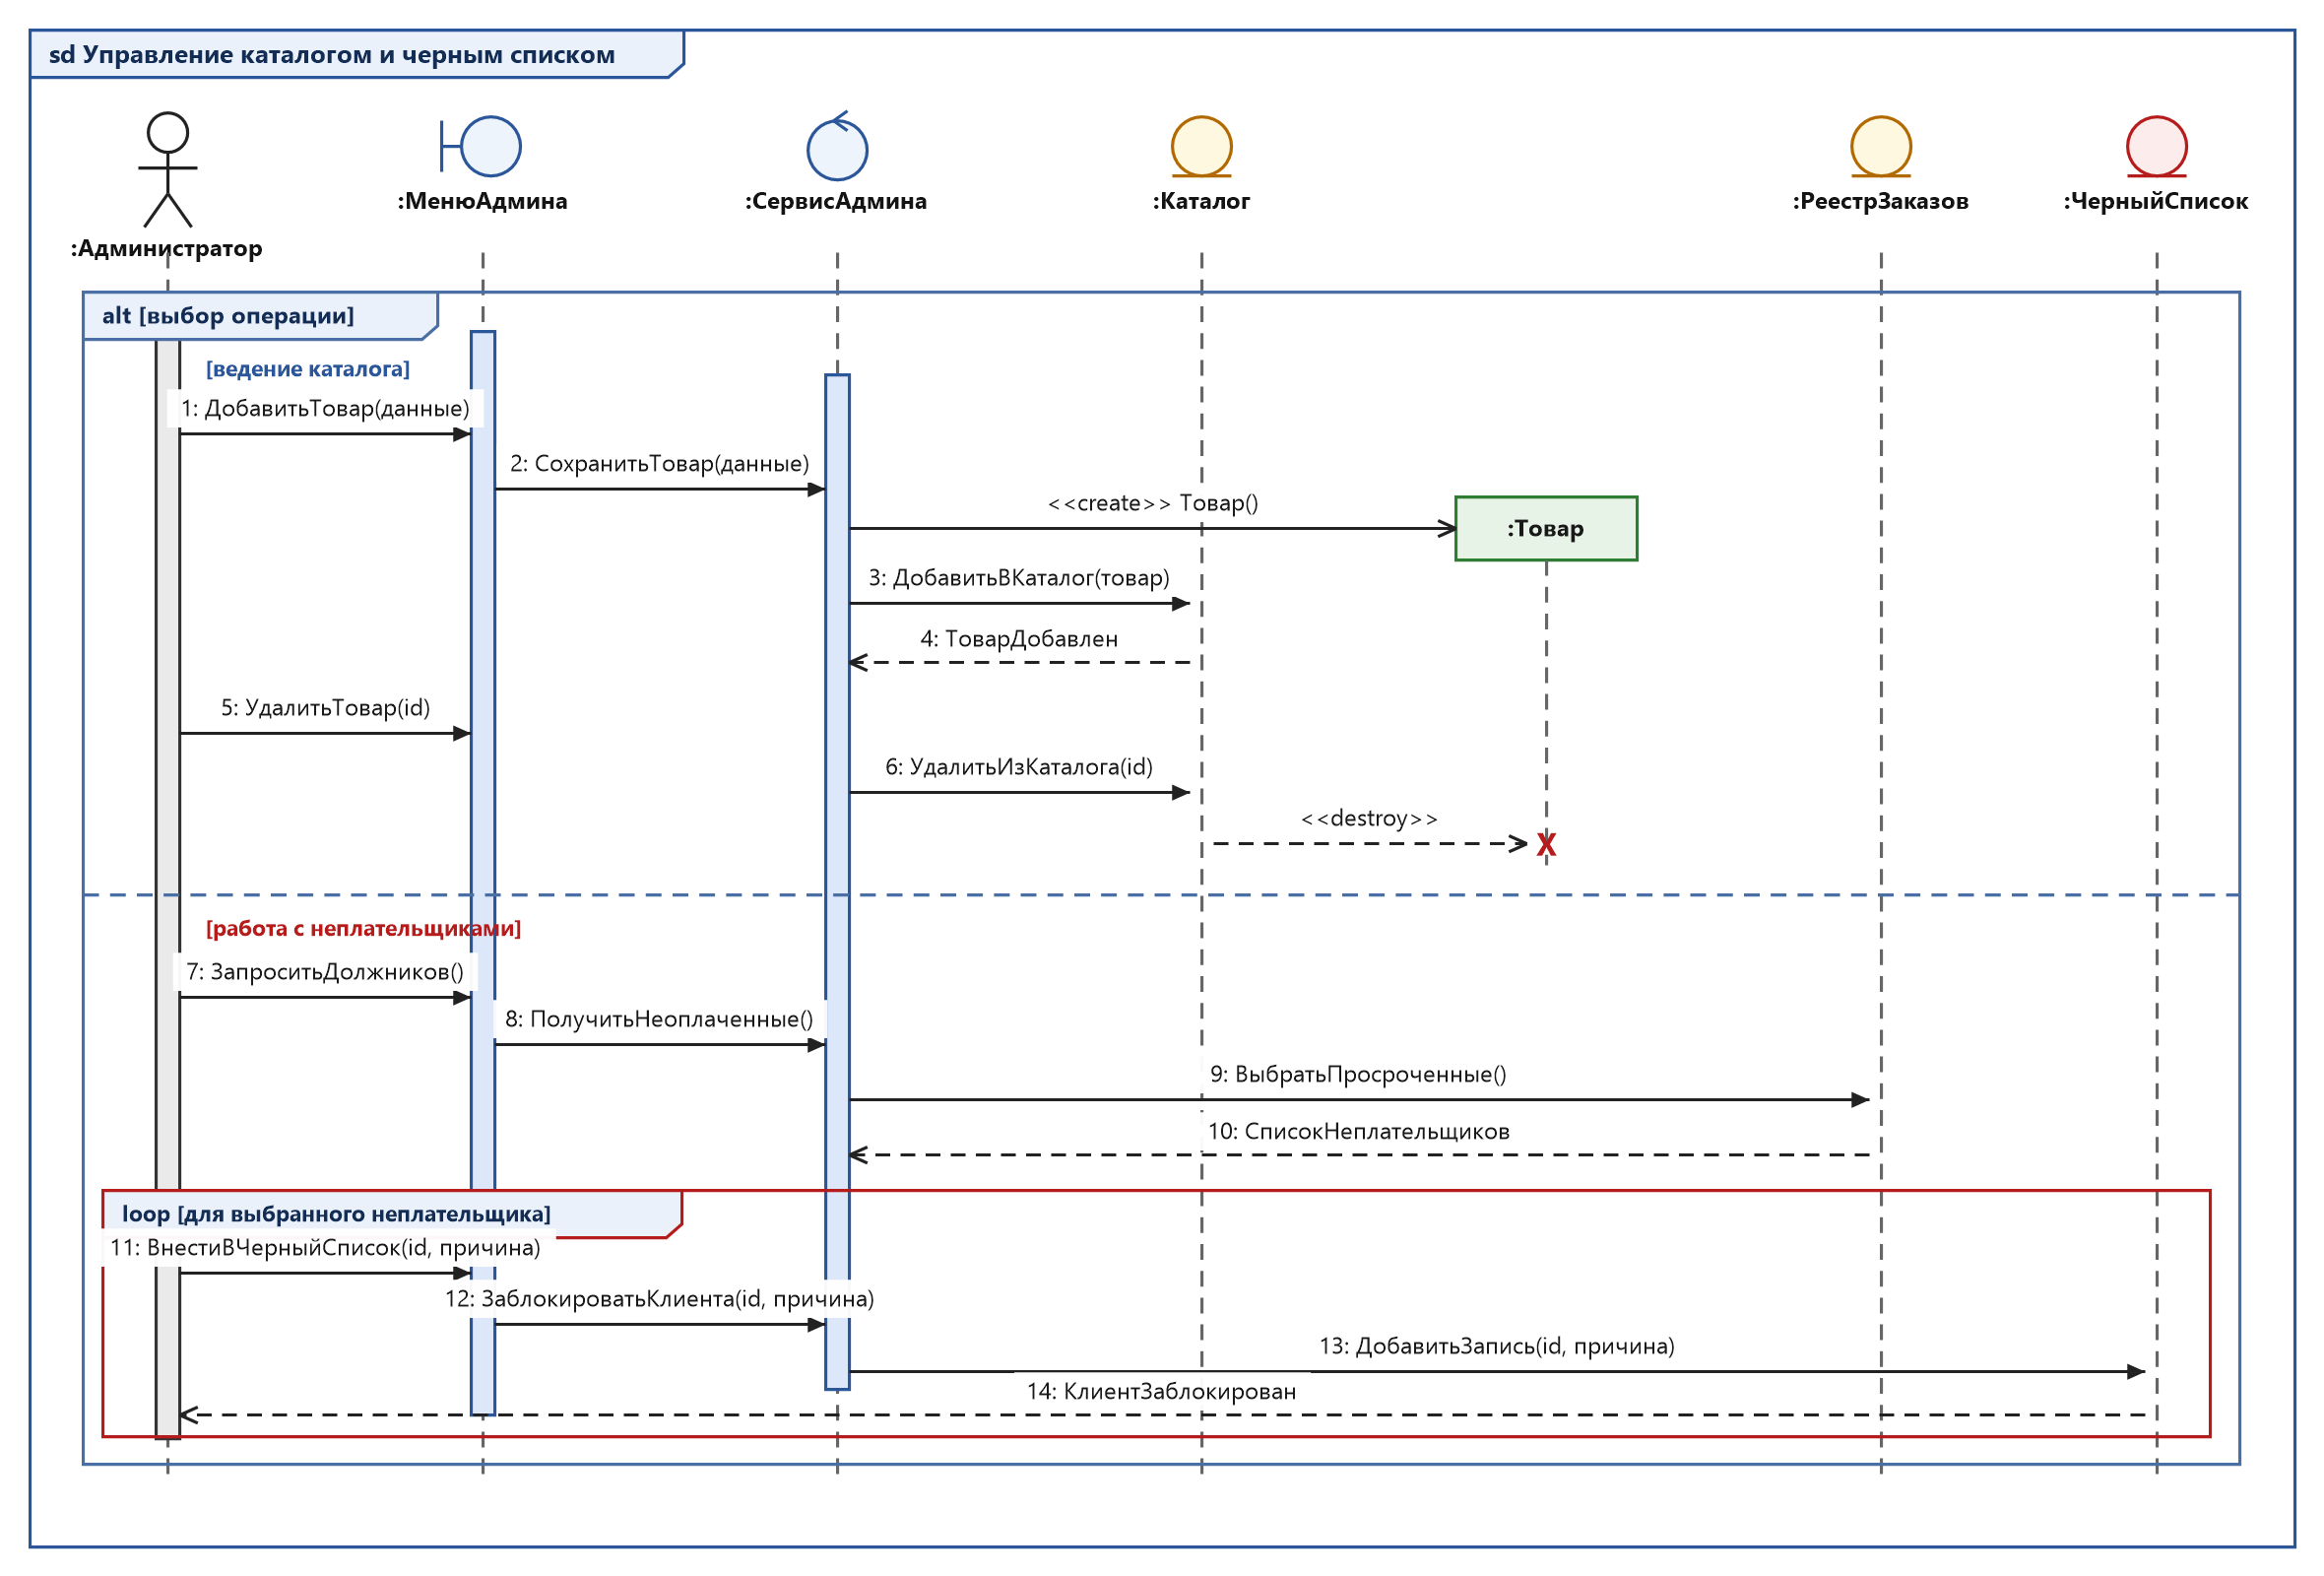 sd Управление каталогом и черным списком
:Администратор
:МенюАдмина
:СервисАдмина
:Каталог
:РеестрЗаказов
:ЧерныйСписок
alt [выбор операции]
[ведение каталога]
1: ДобавитьТовар(данные)
2: СохранитьТовар(данные)
<<create>> Товар()
:Товар
3: ДобавитьВКаталог(товар)
4: ТоварДобавлен
5: УдалитьТовар(id)
6: УдалитьИзКаталога(id)
<<destroy>>
X
[работа с неплательщиками]
7: ЗапроситьДолжников()
8: ПолучитьНеоплаченные()
9: ВыбратьПросроченные()
10: СписокНеплательщиков
loop [для выбранного неплательщика]
11: ВнестиВЧерныйСписок(id, причина)
12: ЗаблокироватьКлиента(id, причина)
13: ДобавитьЗапись(id, причина)
14: КлиентЗаблокирован